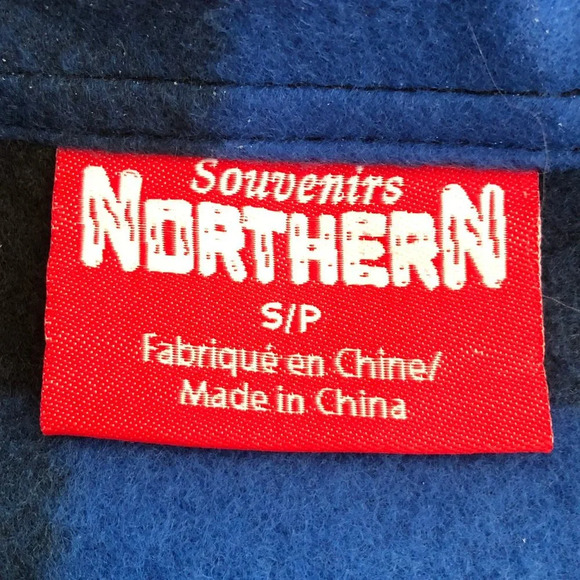 Souvenirs
NORTHERN
S/P
Fabriqué en Chine/
Made in China